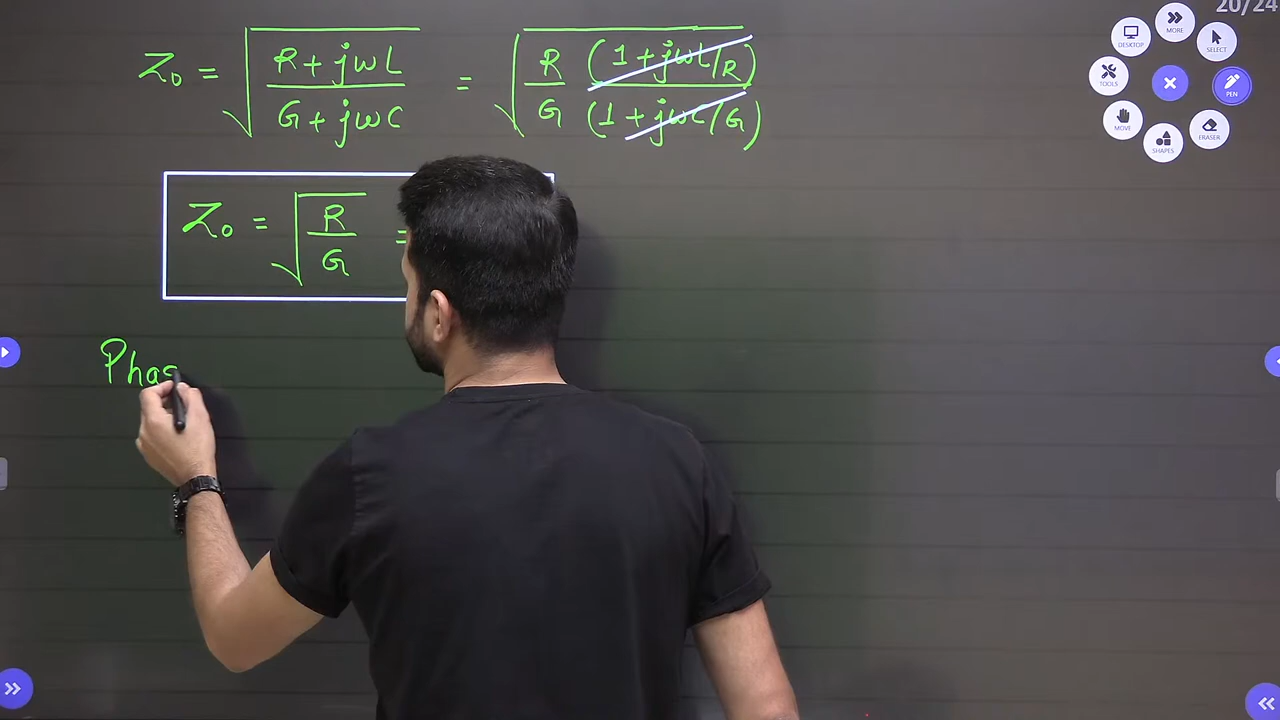 20/24
Z₀ = √((R + jωL)/(G + jωC)) = √(R/G (1 + jωL/R)/(1 + jωC/G))
Z₀ = √(R/G) =
Phas
MORE
DESKTOP
SELECT
TOOLS
PEN
MOVE
ERASER
SHAPES